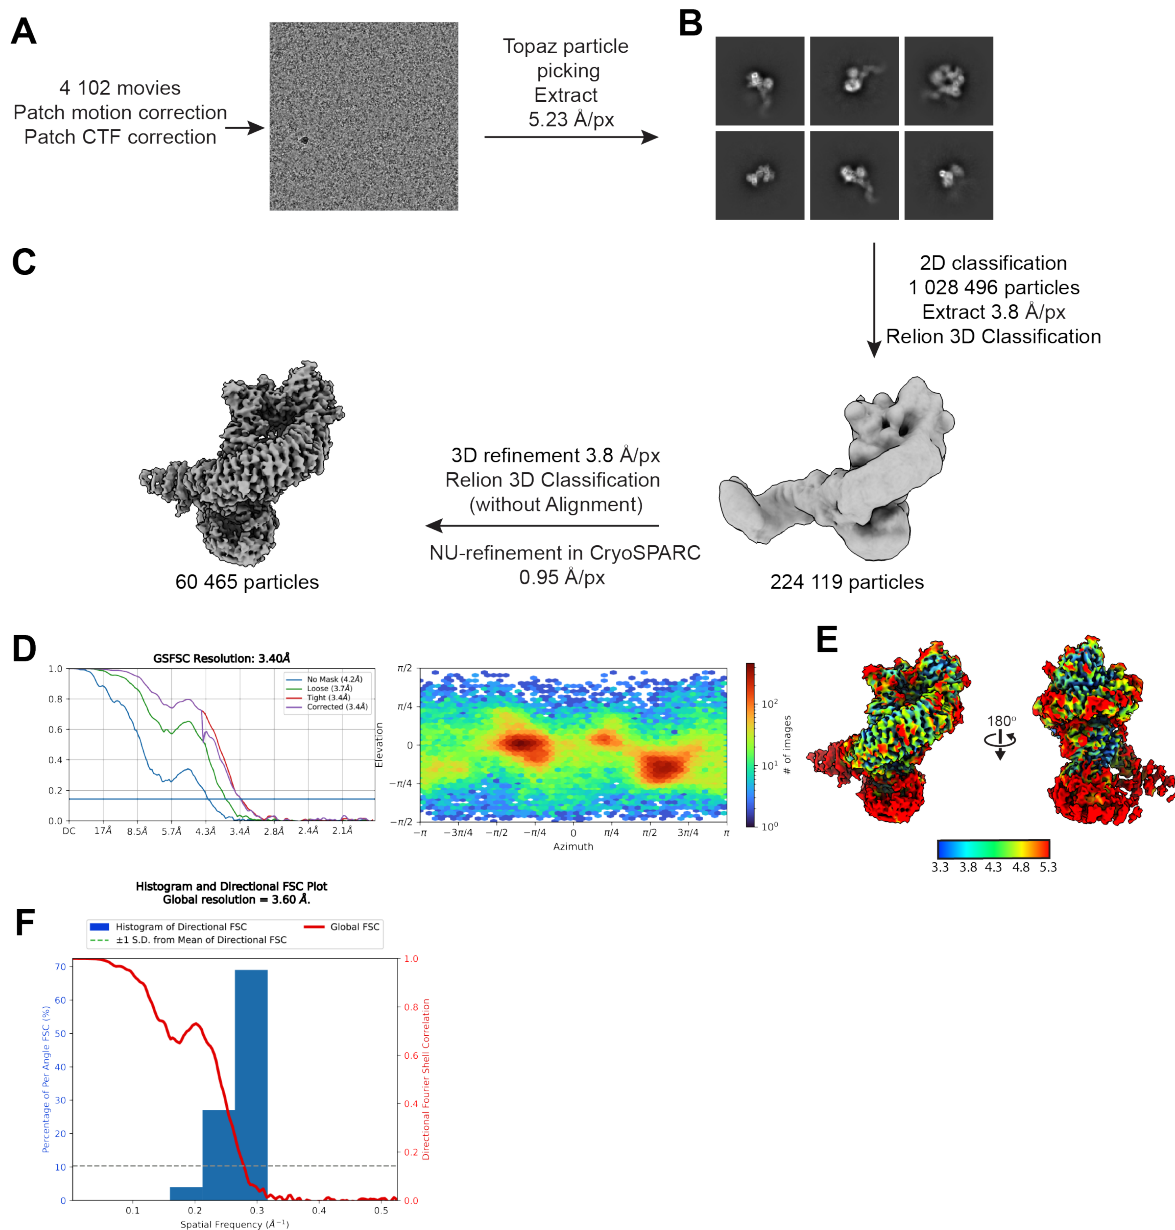 A
4 102 movies
Patch motion correction
Patch CTF correction
Topaz particle
picking
Extract
5.23 Å/px
B
2D classification
1 028 496 particles
Extract 3.8 Å/px
Relion 3D Classification
C
3D refinement 3.8 Å/px
Relion 3D Classification
(without Alignment)
NU-refinement in CryoSPARC
0.95 Å/px
60 465 particles
224 119 particles
D
GSFSC Resolution: 3.40Å
1.0
0.8
0.6
0.4
0.2
0.0
DC
17Å
8.5Å
5.7Å
4.3Å
3.4Å
2.8Å
2.4Å
2.1Å
No Mask (4.2Å)
Loose (3.7Å)
Tight (3.4Å)
Corrected (3.4Å)
Elevation
π/2
π/4
0
−π/4
−π/2
−π
−3π/4
−π/2
−π/4
0
π/4
π/2
3π/4
π
Azimuth
10²
10¹
10⁰
# of images
E
180°
3.3 3.8 4.3 4.8 5.3
F
Histogram and Directional FSC Plot
Global resolution = 3.60 Å.
Histogram of Directional FSC
±1 S.D. from Mean of Directional FSC
Global FSC
Percentage of Per Angle FSC (%)
70
60
50
40
30
20
10
0
0.1
0.2
0.3
0.4
0.5
Spatial Frequency (Å⁻¹)
1.0
0.8
0.6
0.4
0.2
0.0
Directional Fourier Shell Correlation